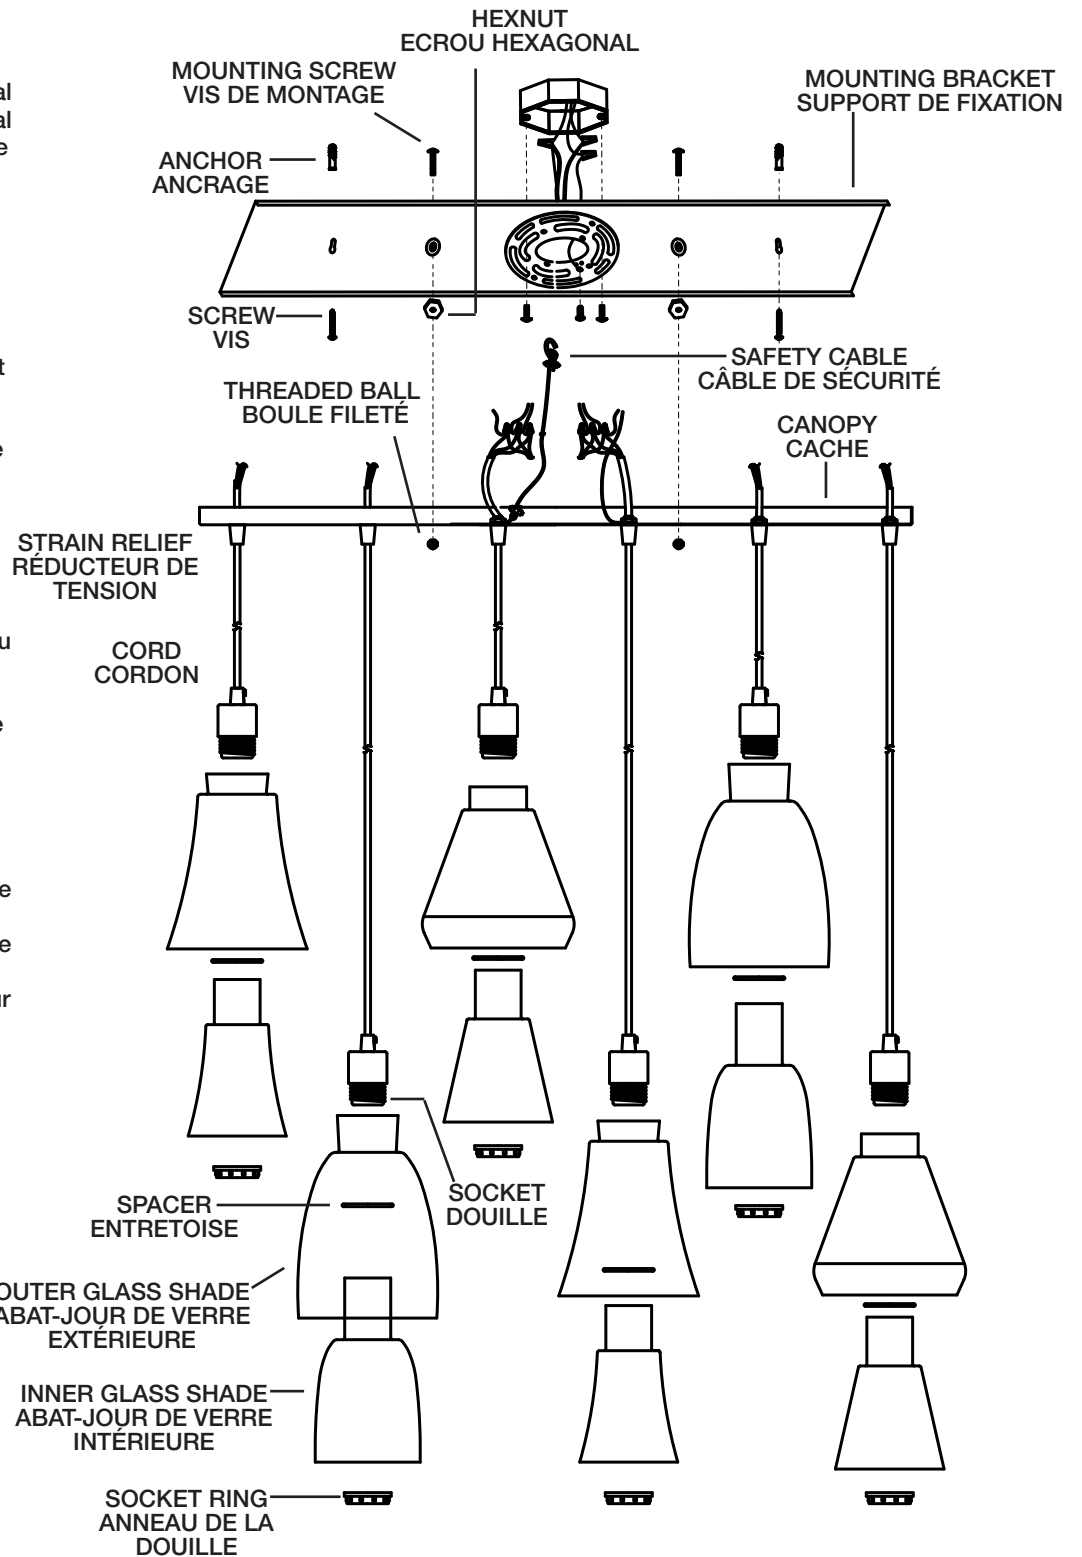 HEXNUT
ECROU HEXAGONAL
MOUNTING SCREW
VIS DE MONTAGE
MOUNTING BRACKET
SUPPORT DE FIXATION
al
al
e
ANCHOR
ANCRAGE
SCREW
VIS
SAFETY CABLE
CÂBLE DE SÉCURITÉ
t
THREADED BALL
BOULE FILETÉ
CANOPY
CACHE
e
STRAIN RELIEF
RÉDUCTEUR DE
TENSION
u
CORD
CORDON
e
e
e
ur
SOCKET
DOUILLE
SPACER
ENTRETOISE
OUTER GLASS SHADE
ABAT-JOUR DE VERRE
EXTÉRIEURE
INNER GLASS SHADE
ABAT-JOUR DE VERRE
INTÉRIEURE
SOCKET RING
ANNEAU DE LA
DOUILLE